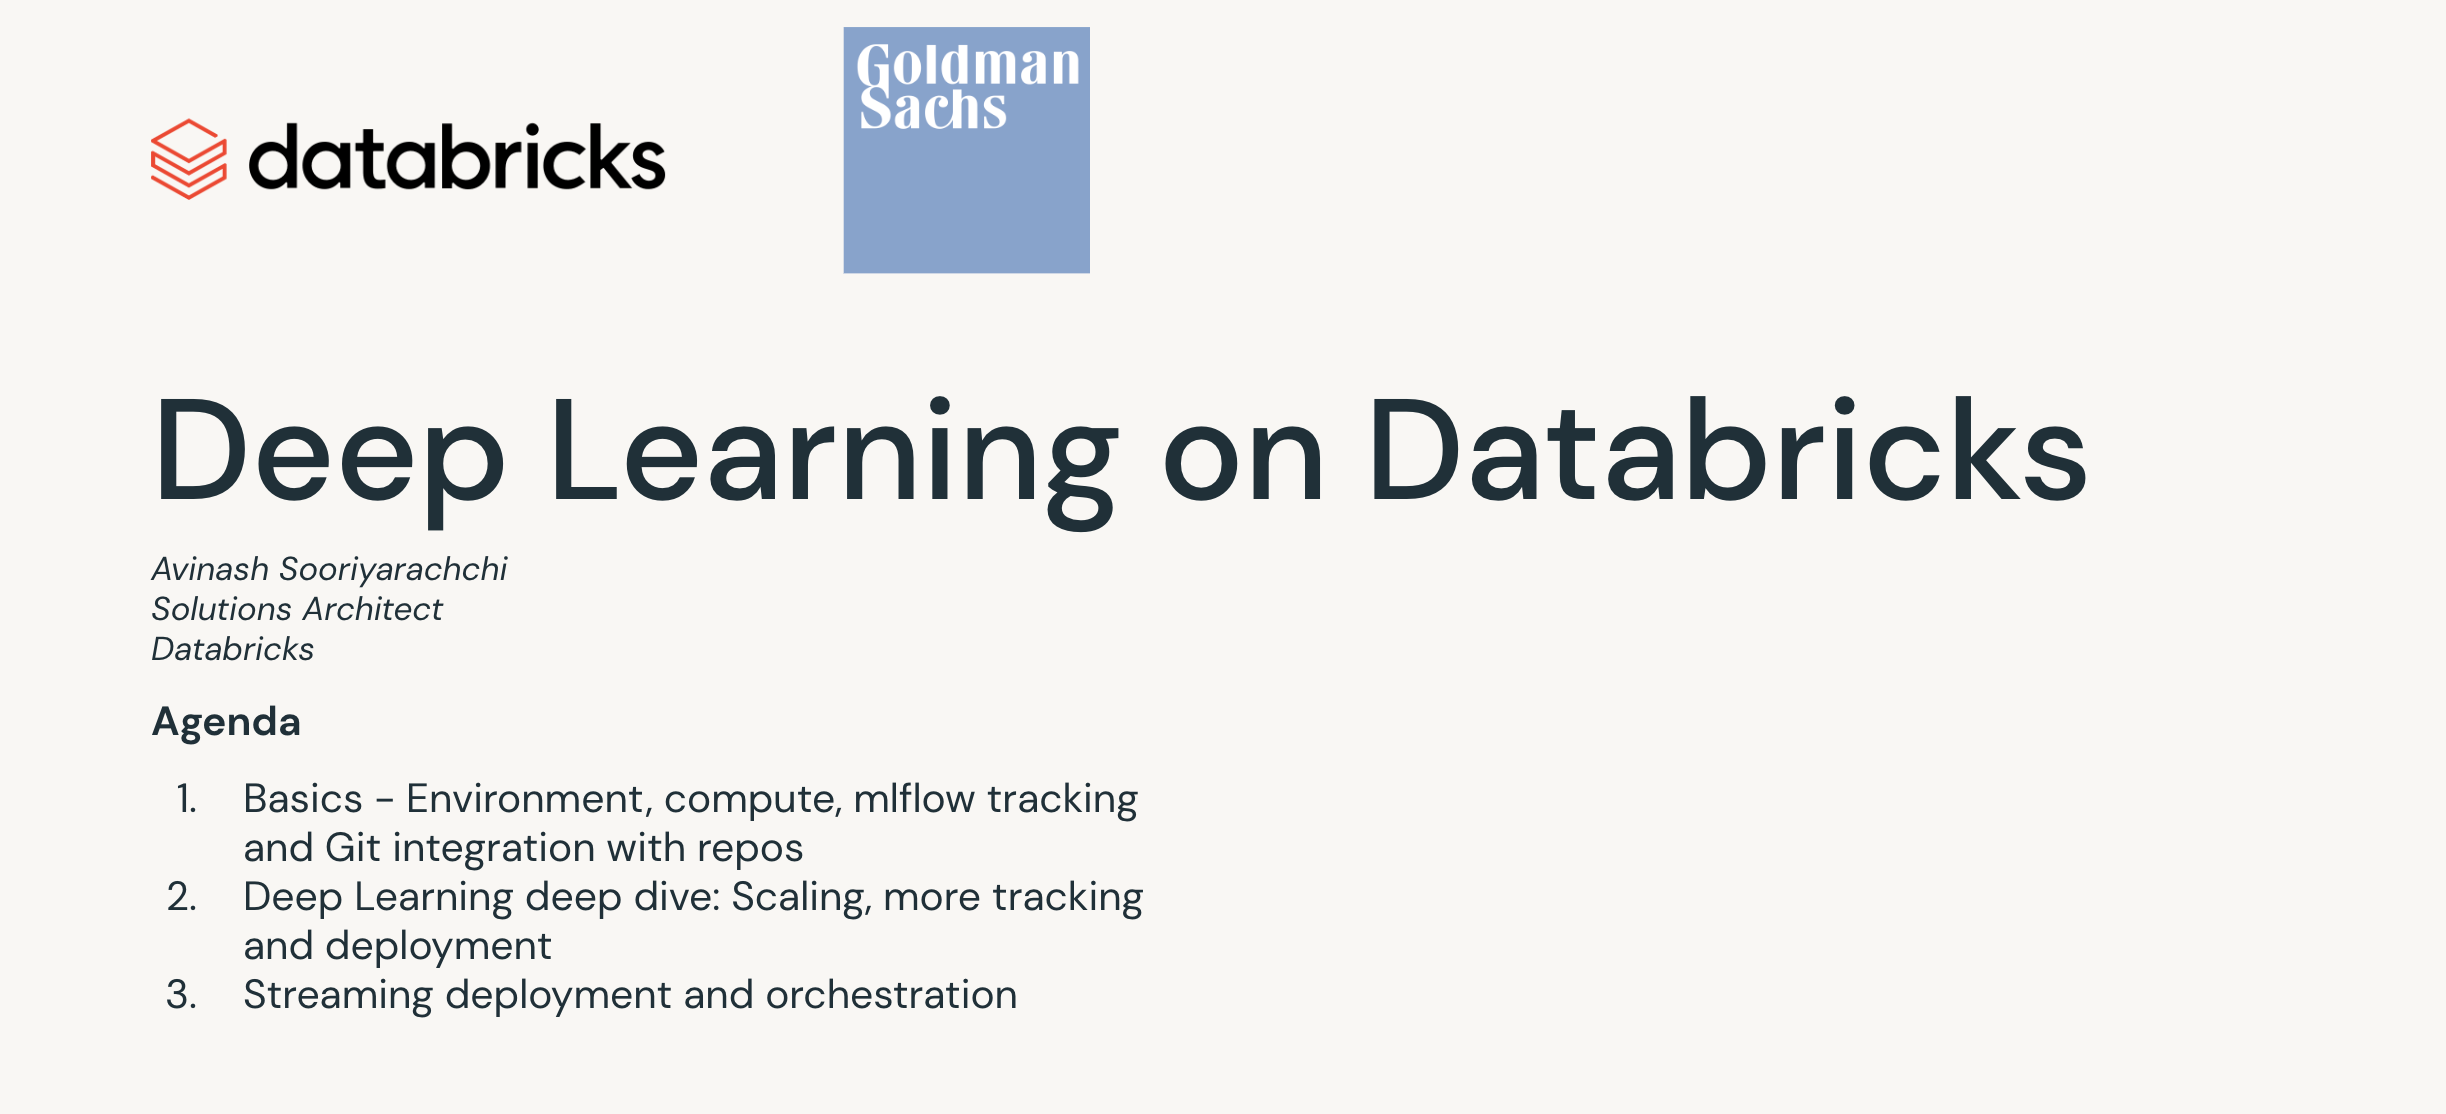 databricks
Goldman
Sachs
Deep Learning on Databricks
Avinash Sooriyarachchi
Solutions Architect
Databricks
Agenda
1. Basics - Environment, compute, mlflow tracking
and Git integration with repos
2. Deep Learning deep dive: Scaling, more tracking
and deployment
3. Streaming deployment and orchestration